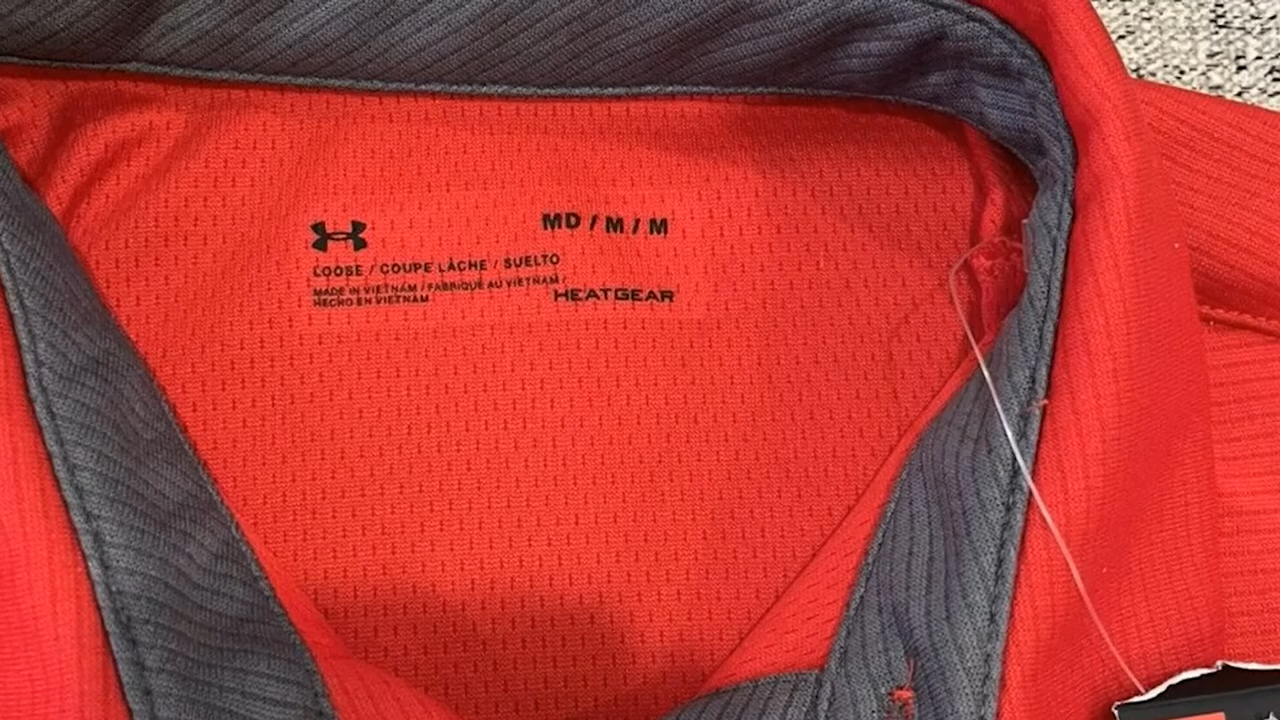 MD / M / M
LOOSE / COUPE LÂCHE / SUELTO
MADE IN VIETNAM / FABRIQUÉ AU VIETNAM /
HECHO EN VIETNAM
HEATGEAR